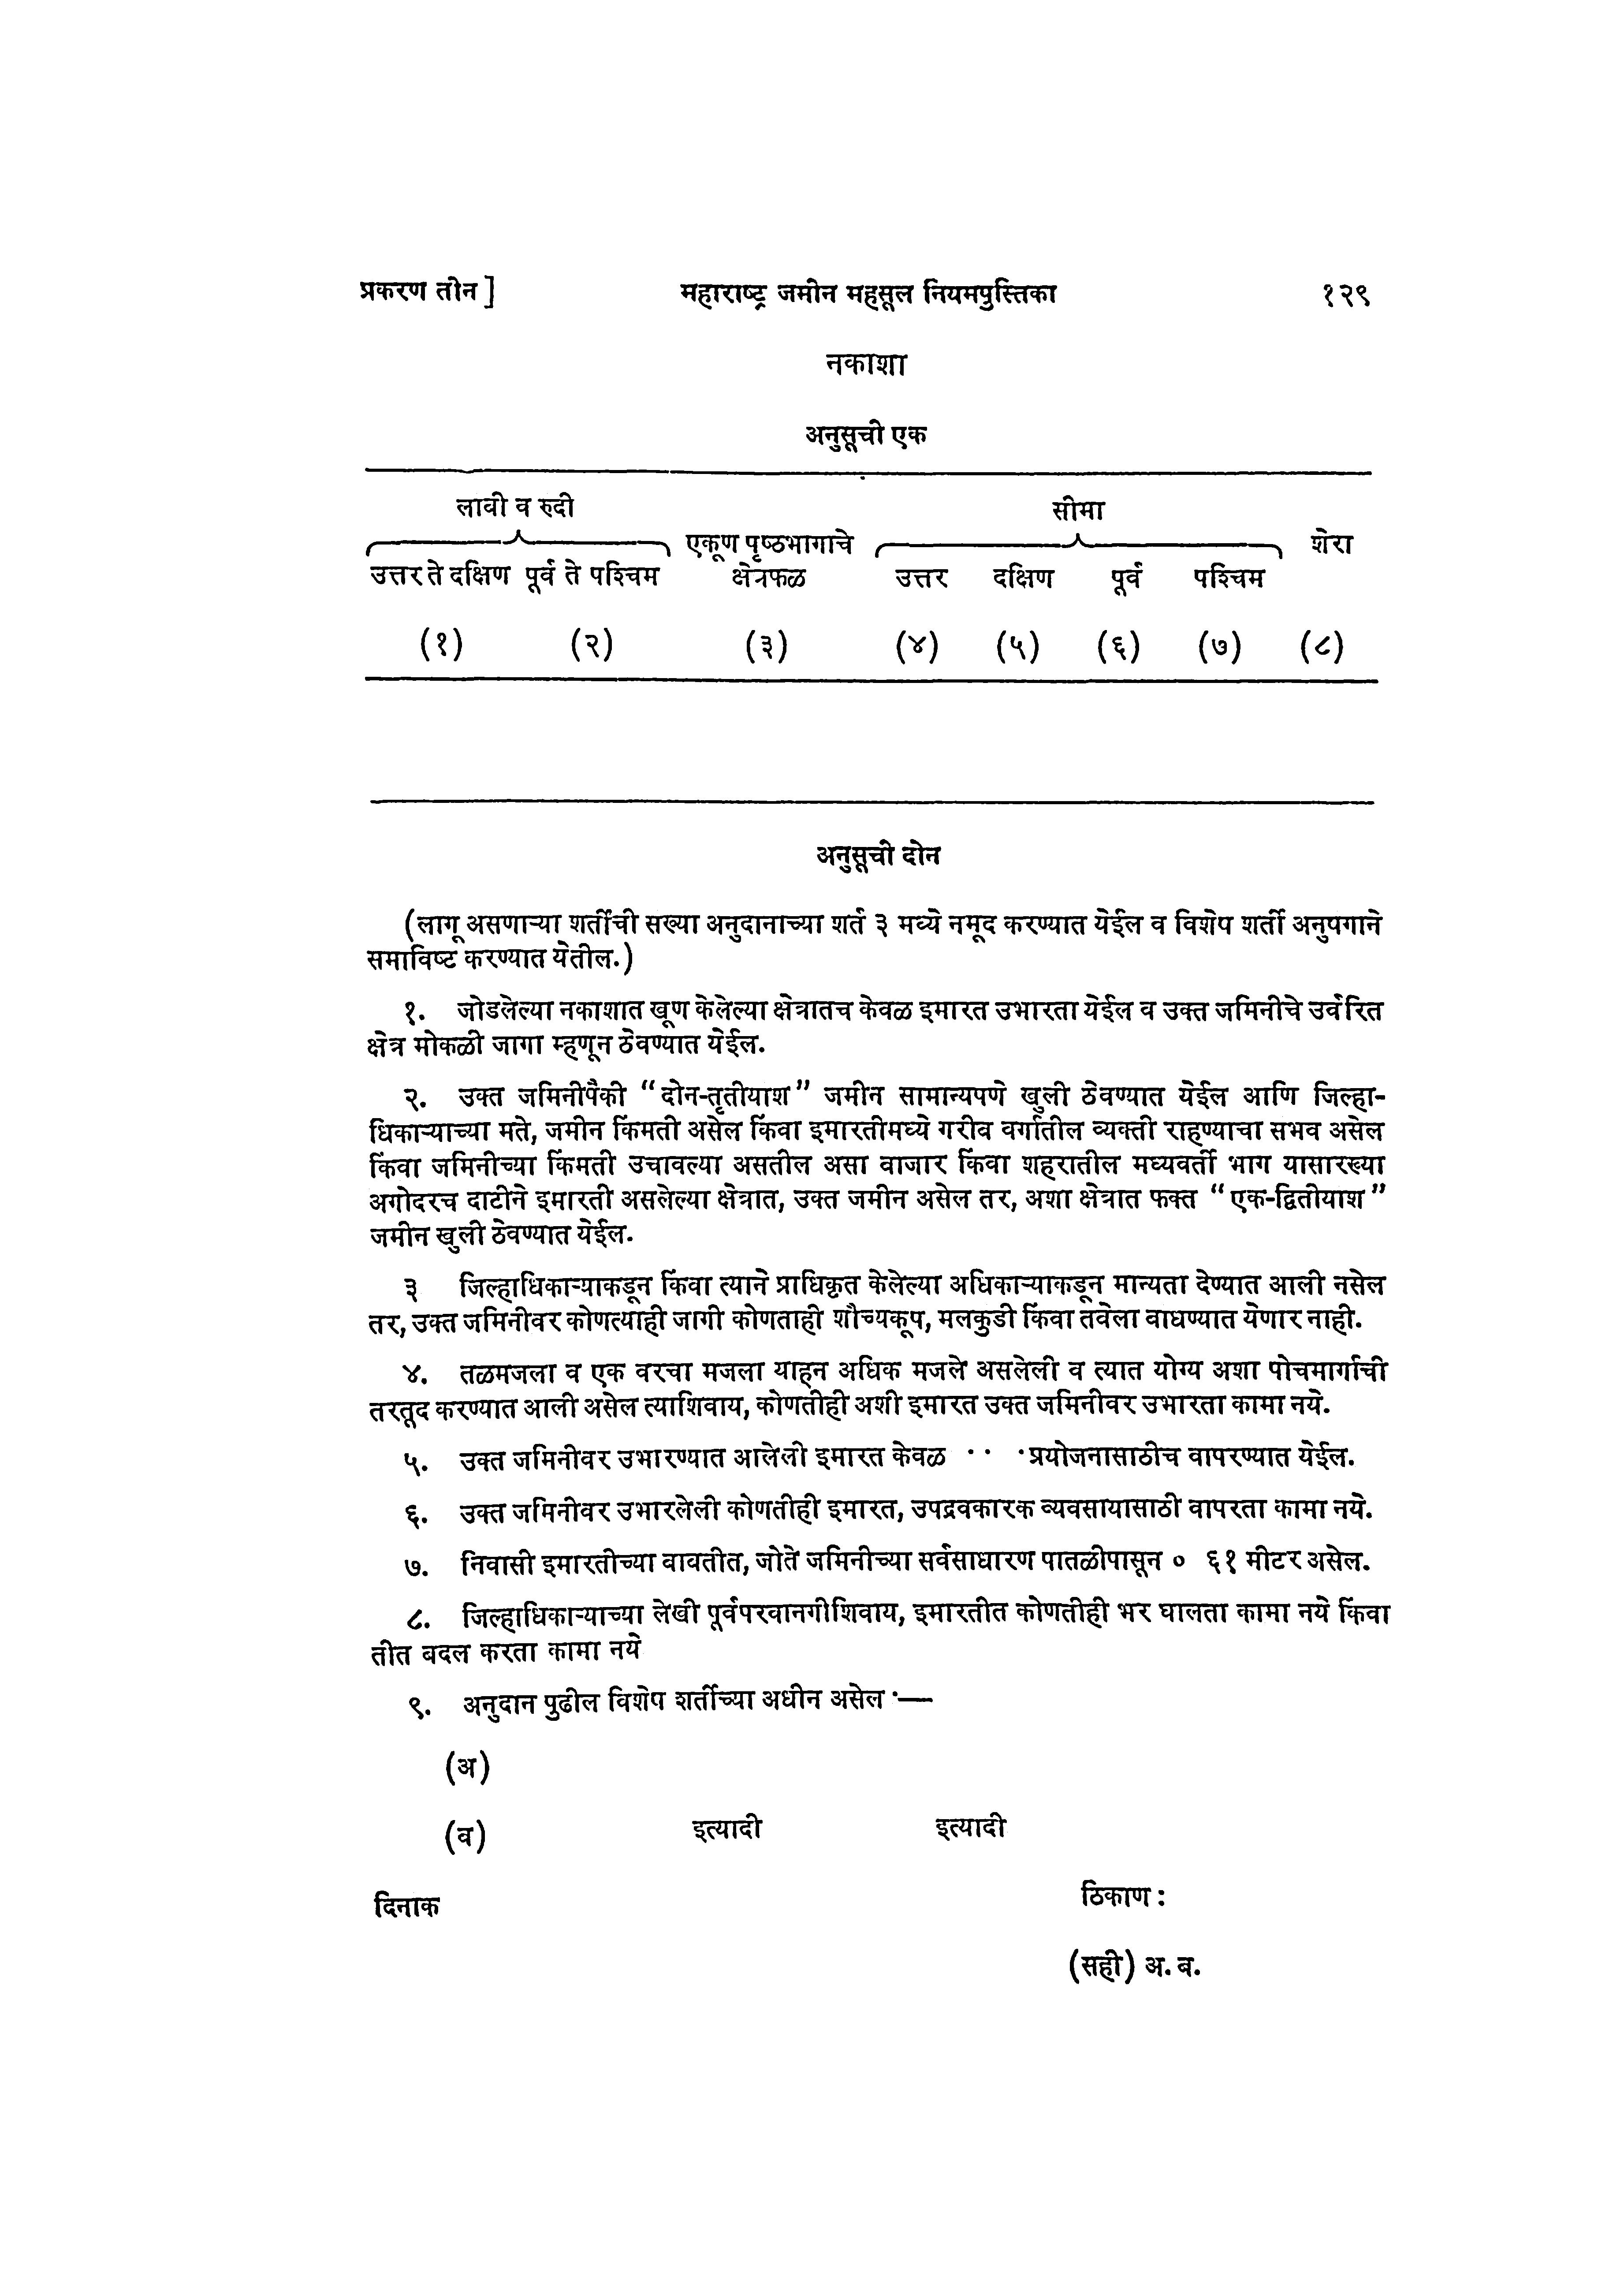 प्रकरण तीन] महाराष्ट्र जमीन महसूल नियमपुस्तिका १२९
नकाशा
अनुसूची एक
लावी व रुदी सीमा
एकूण पृष्ठभागाचे शेरा
उत्तर ते दक्षिण पूर्व ते पश्चिम क्षेत्रफळ उत्तर दक्षिण पूर्व पश्चिम
(१) (२) (३) (४) (५) (६) (७) (८)
अनुसूची दोन
(लागू असणाऱ्या शर्तीची सख्या अनुदानाच्या शर्त ३ मध्ये नमूद करण्यात येईल व विशेप शर्ती अनुपगाने
समाविष्ट करण्यात येतील.)
१. जोडलेल्या नकाशात खूण केलेल्या क्षेत्रातच केवळ इमारत उभारता येईल व उक्त जमिनीचे उर्वरित
क्षेत्र मोकळी जागा म्हणून ठेवण्यात येईल.
२. उक्त जमिनीपैकी “दोन-तृतीयाश” जमीन सामान्यपणे खुली ठेवण्यात येईल आणि जिल्हा-
धिकाऱ्याच्या मते, जमीन किंमती असेल किंवा इमारतीमध्ये गरीव वर्गातील व्यक्ती राहण्याचा सभव असेल
किंवा जमिनीच्या किंमती उचावल्या असतील असा वाजार किंवा शहरातील मध्यवर्ती भाग यासारख्या
अगोदरच दाटीने इमारती असलेल्या क्षेत्रात, उक्त जमीन असेल तर, अशा क्षेत्रात फक्त “एक-द्वितीयाश”
जमीन खुली ठेवण्यात येईल.
३ जिल्हाधिकाऱ्याकडून किंवा त्याने प्राधिकृत केलेल्या अधिकाऱ्याकडून मान्यता देण्यात आली नसेल
तर, उक्त जमिनीवर कोणत्याही जागी कोणताही शौच्यकूप, मलकुडी किंवा तवेला वाधण्यात येणार नाही.
४. तळमजला व एक वरचा मजला याहन अधिक मजले असलेली व त्यात योग्य अशा पोचमार्गाची
तरतूद करण्यात आली असेल त्याशिवाय, कोणतीही अशी इमारत उक्त जमिनीवर उभारता कामा नये.
५. उक्त जमिनीवर उभारण्यात आलेली इमारत केवळ · · · प्रयोजनासाठीच वापरण्यात येईल.
६. उक्त जमिनीवर उभारलेली कोणतीही इमारत, उपद्रवकारक व्यवसायासाठी वापरता कामा नये.
७. निवासी इमारतीच्या वावतीत, जोते जमिनीच्या सर्वसाधारण पातळीपासून ० ६१ मीटर असेल.
८. जिल्हाधिकाऱ्याच्या लेखी पूर्वपरवानगीशिवाय, इमारतीत कोणतीही भर घालता कामा नये किंवा
तीत बदल करता कामा नये
९. अनुदान पुढील विशेप शर्तीच्या अधीन असेल ·—
(अ)
(व) इत्यादी इत्यादी
दिनाक ठिकाण :
(सही) अ. ब.